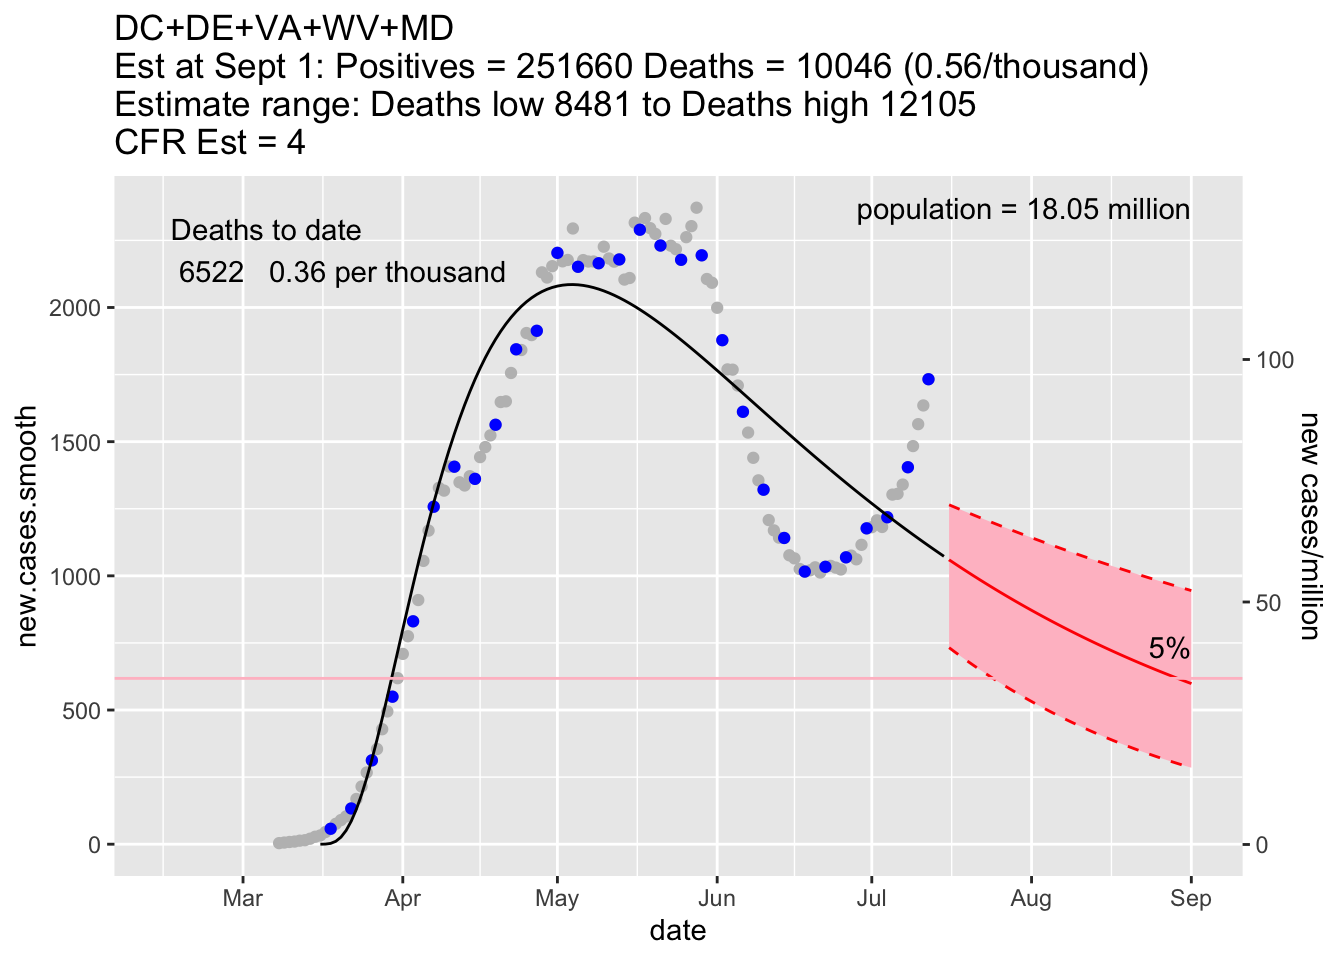 DC+DE+VA+WV+MD
Est at Sept 1: Positives = 251660 Deaths = 10046 (0.56/thousand)
Estimate range: Deaths low 8481 to Deaths high 12105
CFR Est = 4
population = 18.05 million
Deaths to date
6522 0.36 per thousand
2000
1500
1000
500
0
new.cases.smooth
100
50
0
new cases/million
5%
Mar Apr May Jun Jul Aug Sep
date